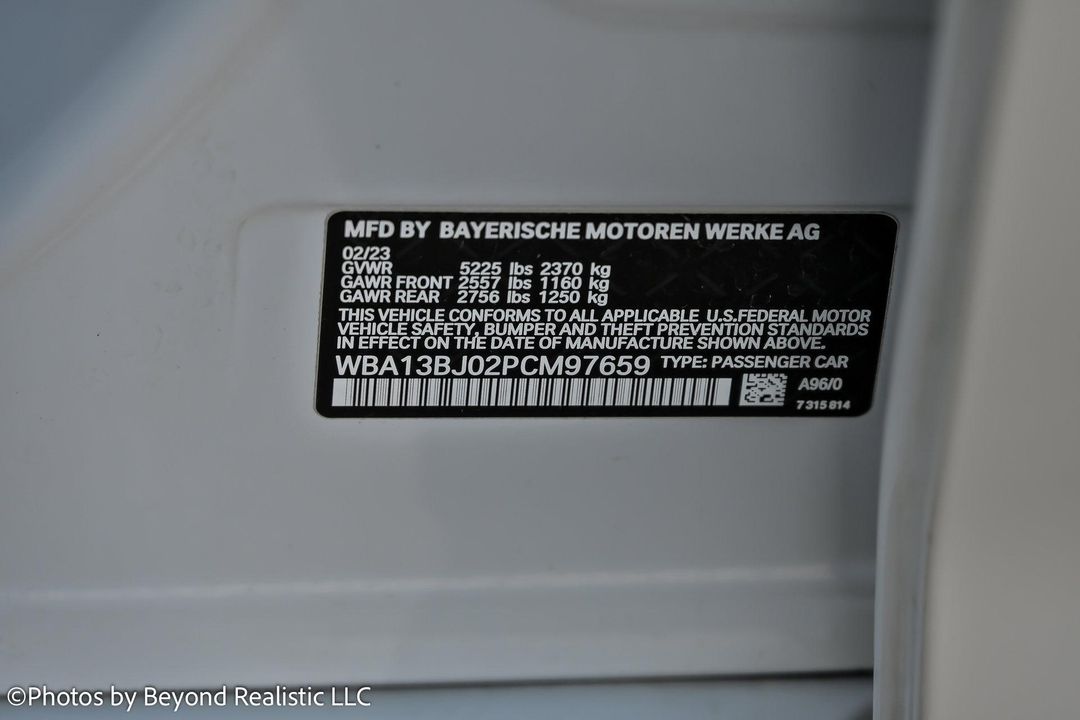 MFD BY BAYERISCHE MOTOREN WERKE AG
02/23
GVWR 5225 lbs 2370 kg
GAWR FRONT 2557 lbs 1160 kg
GAWR REAR 2756 lbs 1250 kg
THIS VEHICLE CONFORMS TO ALL APPLICABLE U.S.FEDERAL MOTOR
VEHICLE SAFETY, BUMPER AND THEFT PREVENTION STANDARDS
IN EFFECT ON THE DATE OF MANUFACTURE SHOWN ABOVE.
WBA13BJ02PCM97659 TYPE: PASSENGER CAR
A96/0
7 315 814
©Photos by Beyond Realistic LLC